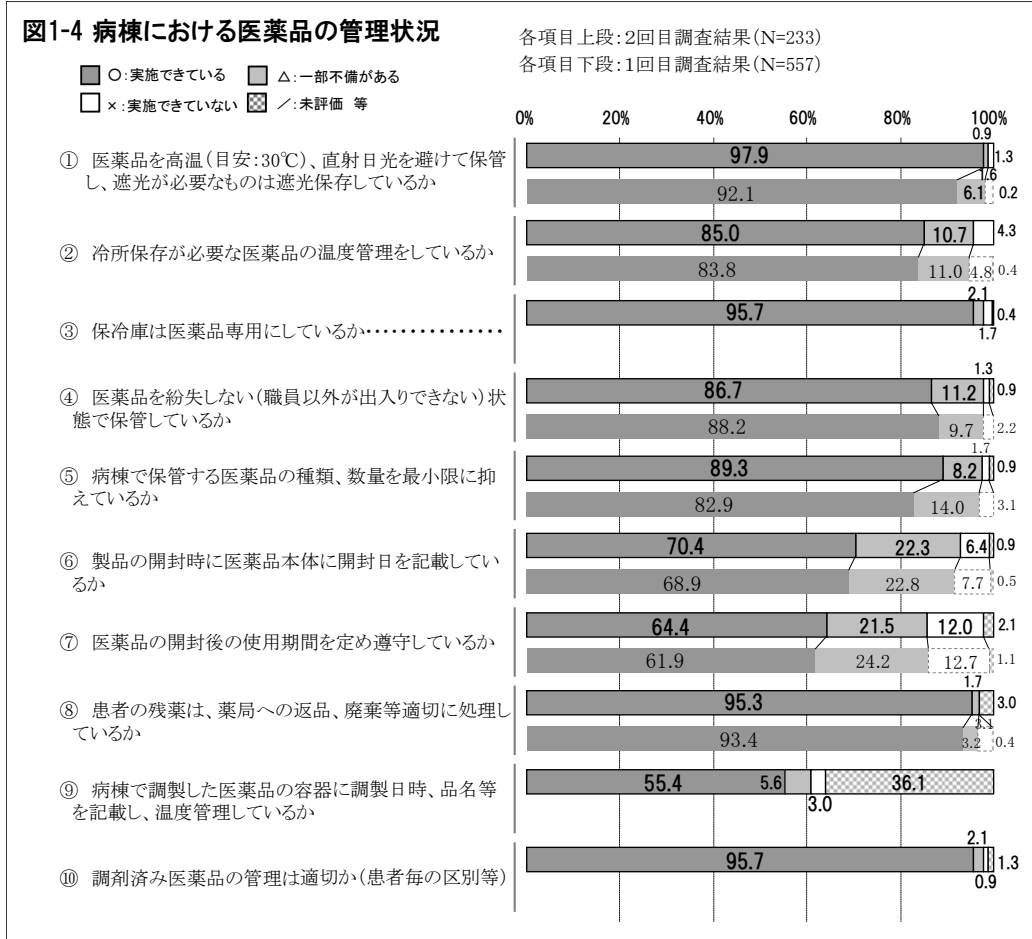 図1-4 病棟における医薬品の管理状況
各項目上段:2回目調査結果(N=233)
各項目下段:1回目調査結果(N=557)
○:実施できている
△:一部不備がある
×:実施できていない
／:未評価 等
0% 20% 40% 60% 80% 100%
① 医薬品を高温(目安:30℃)、直射日光を避けて保管
し、遮光が必要なものは遮光保存しているか
97.9 0.9 1.3
92.1 6.1 1.6 0.2
② 冷所保存が必要な医薬品の温度管理をしているか
85.0 10.7 4.3
83.8 11.0 4.8 0.4
③ 保冷庫は医薬品専用にしているか・・・・・・・・・・・・・・
95.7 2.1 1.7 0.4
④ 医薬品を紛失しない(職員以外が出入りできない)状
態で保管しているか
86.7 11.2 1.3 0.9
88.2 9.7 2.2
⑤ 病棟で保管する医薬品の種類、数量を最小限に抑
えているか
89.3 8.2 1.7 0.9
82.9 14.0 3.1
⑥ 製品の開封時に医薬品本体に開封日を記載してい
るか
70.4 22.3 6.4 0.9
68.9 22.8 7.7 0.5
⑦ 医薬品の開封後の使用期間を定め遵守しているか
64.4 21.5 12.0 2.1
61.9 24.2 12.7 1.1
⑧ 患者の残薬は、薬局への返品、廃棄等適切に処理し
ているか
95.3 1.7 3.0
93.4 3.2 3.1 0.4
⑨ 病棟で調製した医薬品の容器に調製日時、品名等
を記載し、温度管理しているか
55.4 5.6 3.0 36.1
⑩ 調剤済み医薬品の管理は適切か(患者毎の区別等)
95.7 2.1 0.9 1.3